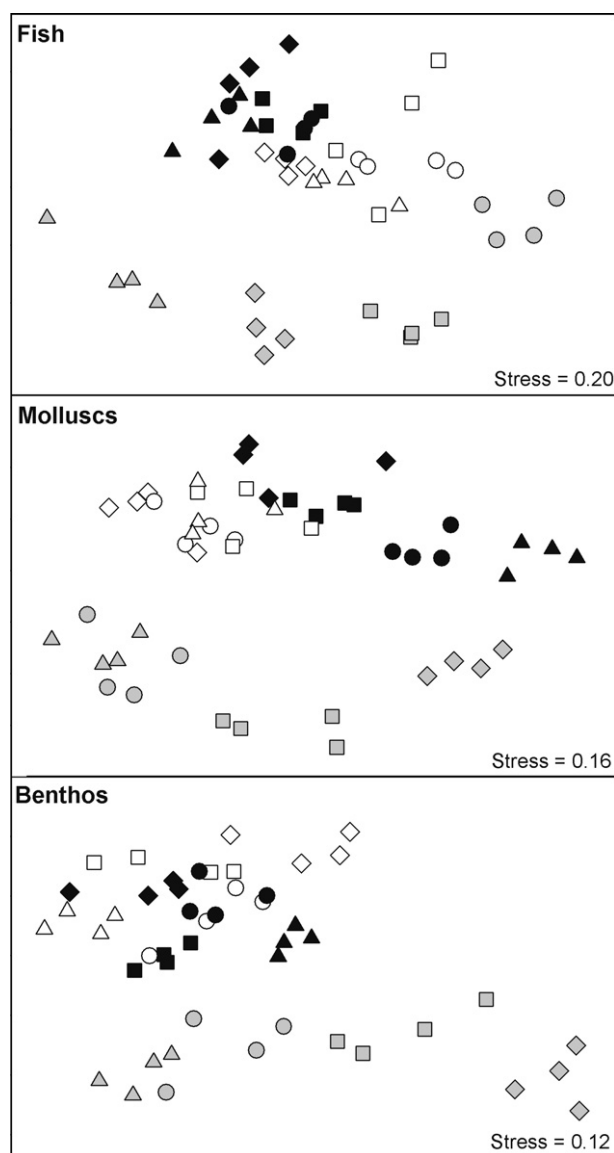 Fish
Stress = 0.20
Molluscs
Stress = 0.16
Benthos
Stress = 0.12